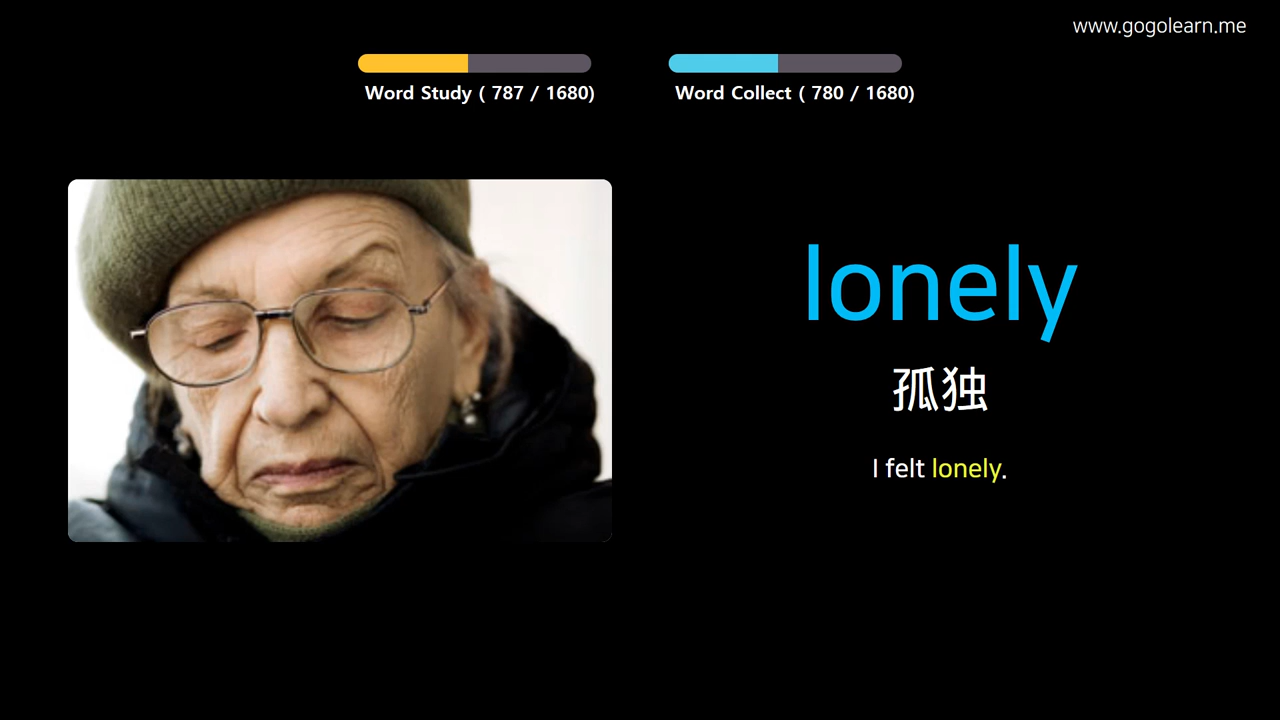 www.gogolearn.me
Word Study ( 787 / 1680)
Word Collect ( 780 / 1680)
lonely
孤独
I felt lonely.